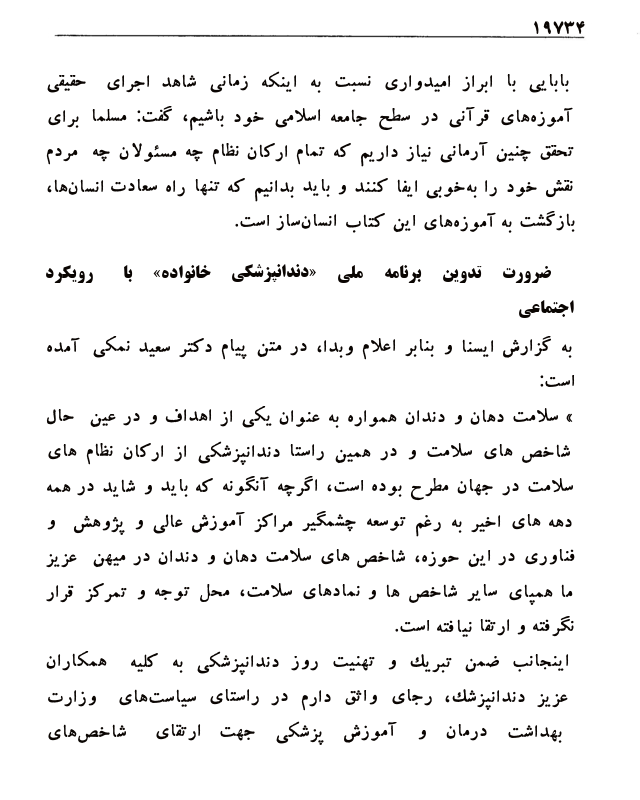 ۱۹۷۳۴
بابایی با ابراز امیدواری نسبت به اینکه زمانی شاهد اجرای حقیقی
آموزه‌های قرآنی در سطح جامعه اسلامی خود باشیم، گفت: مسلما برای
تحقق چنین آرمانی نیاز داریم که تمام ارکان نظام چه مسئولان چه مردم
نقش خود را به‌خوبی ایفا کنند و باید بدانیم که تنها راه سعادت انسان‌ها،
بازگشت به آموزه‌های این کتاب انسان‌ساز است.
ضرورت تدوین برنامه ملی «دندانپزشکی خانواده» با رویکرد
اجتماعی
به گزارش ایسنا و بنابر اعلام وبدا، در متن پیام دکتر سعید نمکی آمده
است:
» سلامت دهان و دندان همواره به عنوان یکی از اهداف و در عین حال
شاخص های سلامت و در همین راستا دندانپزشکی از ارکان نظام های
سلامت در جهان مطرح بوده است، اگرچه آنگونه که باید و شاید در همه
دهه های اخیر به رغم توسعه چشمگیر مراکز آموزش عالی و پژوهش و
فناوری در این حوزه، شاخص های سلامت دهان و دندان در میهن عزیز
ما همپای سایر شاخص ها و نمادهای سلامت، محل توجه و تمرکز قرار
نگرفته و ارتقا نیافته است.
اینجانب ضمن تبریك و تهنیت روز دندانپزشکی به کلیه همکاران
عزیز دندانپزشك، رجای واثق دارم در راستای سیاست‌های وزارت
بهداشت درمان و آموزش پزشکی جهت ارتقای شاخص‌های